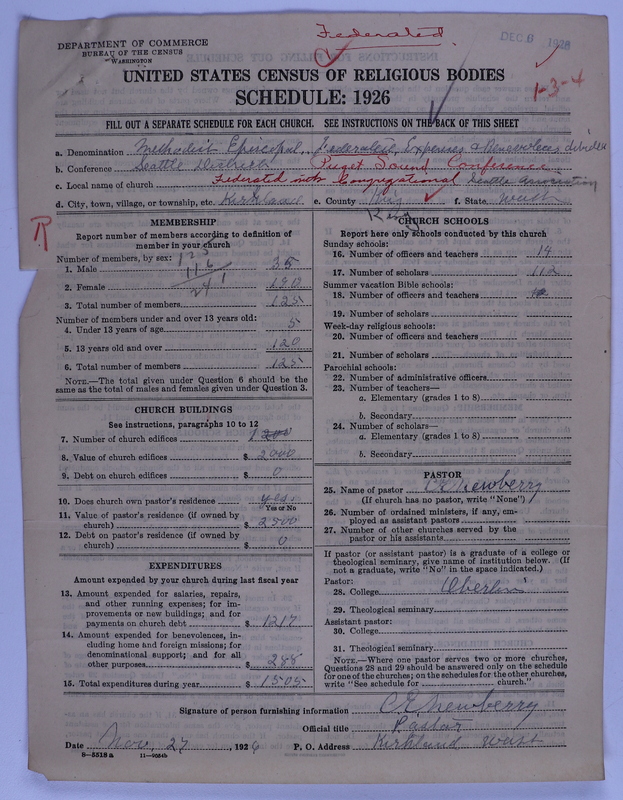 Federated
DEPARTMENT OF COMMERCE
BUREAU OF THE CENSUS
WASHINGTON
DEC 8 1928
UNITED STATES CENSUS OF RELIGIOUS BODIES
SCHEDULE: 1926
1-3-4
FILL OUT A SEPARATE SCHEDULE FOR EACH CHURCH. SEE INSTRUCTIONS ON THE BACK OF THIS SHEET
a. Denomination Methodist Episcopal, Federated, Expenses & Benevolences divided
b. Conference Seattle District Puget Sound Conference
c. Local name of church Federated with Congregational Seattle Association
d. City, town, village, or township, etc. Kirkland e. County King f. State Wash
King
MEMBERSHIP
Report number of members according to definition of
member in your church
Number of members, by sex:
1. Male 35
2. Female
3. Total number of members 125
Number of members under and over 13 years old:
4. Under 13 years of age 5
5. 13 years old and over 120
6. Total number of members 125
NOTE.—The total given under Question 6 should be the
same as the total of males and females given under Question 3.
CHURCH BUILDINGS
See instructions, paragraphs 10 to 12
7. Number of church edifices 1
8. Value of church edifices $ 2000
9. Debt on church edifices $ 0
10. Does church own pastor's residence yes
Yes or No
11. Value of pastor's residence (if owned by
church) $ 2500
12. Debt on pastor's residence (if owned by
church) $ 0
EXPENDITURES
Amount expended by your church during last fiscal year
13. Amount expended for salaries, repairs,
and other running expenses; for im-
provements or new buildings; and for
payments on church debt $ 1217
14. Amount expended for benevolences, in-
cluding home and foreign missions; for
denominational support; and for all
other purposes $ 288
15. Total expenditures during year $ 1505
CHURCH SCHOOLS
Report here only schools conducted by this church
Sunday schools:
16. Number of officers and teachers 14
17. Number of scholars 112
Summer vacation Bible schools:
18. Number of officers and teachers
19. Number of scholars
Week-day religious schools:
20. Number of officers and teachers
21. Number of scholars
Parochial schools:
22. Number of administrative officers
23. Number of teachers—
a. Elementary (grades 1 to 8)
b. Secondary
24. Number of scholars—
a. Elementary (grades 1 to 8)
b. Secondary
PASTOR
25. Name of pastor C E Newberry
(If church has no pastor, write "None")
26. Number of ordained ministers, if any, em-
ployed as assistant pastors
27. Number of other churches served by the
pastor or his assistants
If pastor (or assistant pastor) is a graduate of a college or
theological seminary, give name of institution below. (If
not a graduate, write "No" in the space indicated.)
Pastor:
28. College Oberlin
29. Theological seminary
Assistant pastor:
30. College
31. Theological seminary
NOTE.—Where one pastor serves two or more churches,
Questions 28 and 29 should be answered only on the schedule
for one of the churches; on the schedules for the other churches,
write "See schedule for church."
Signature of person furnishing information C E Newberry
Official title Pastor
Date Nov. 27, 1926 P. O. Address Kirkland Wash
8—5518 a 11—9054b